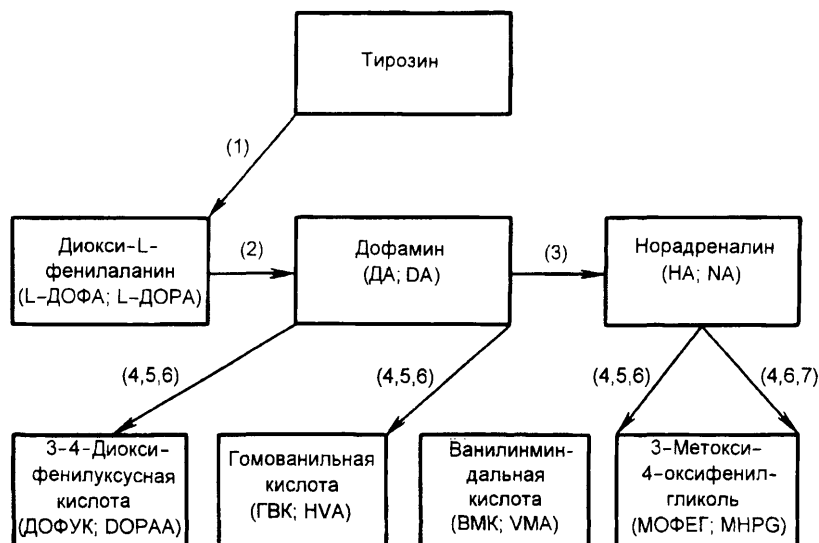 Тирозин
(1)
Диокси-L-
фенилаланин
(L-ДОФА; L-ДОРА)
(2)
Дофамин
(ДА; DA)
(3)
Норадреналин
(НА; NA)
(4,5,6)
(4,5,6)
(4,5,6)
(4,6,7)
3-4-Диокси-
фенилуксусная
кислота
(ДОФУК; DOPAA)
Гомованильная
кислота
(ГВК; HVA)
Ванилинмин-
дальная
кислота
(ВМК; VMA)
3-Метокси-
4-оксифенил-
гликоль
(МОФЕГ; MHPG)